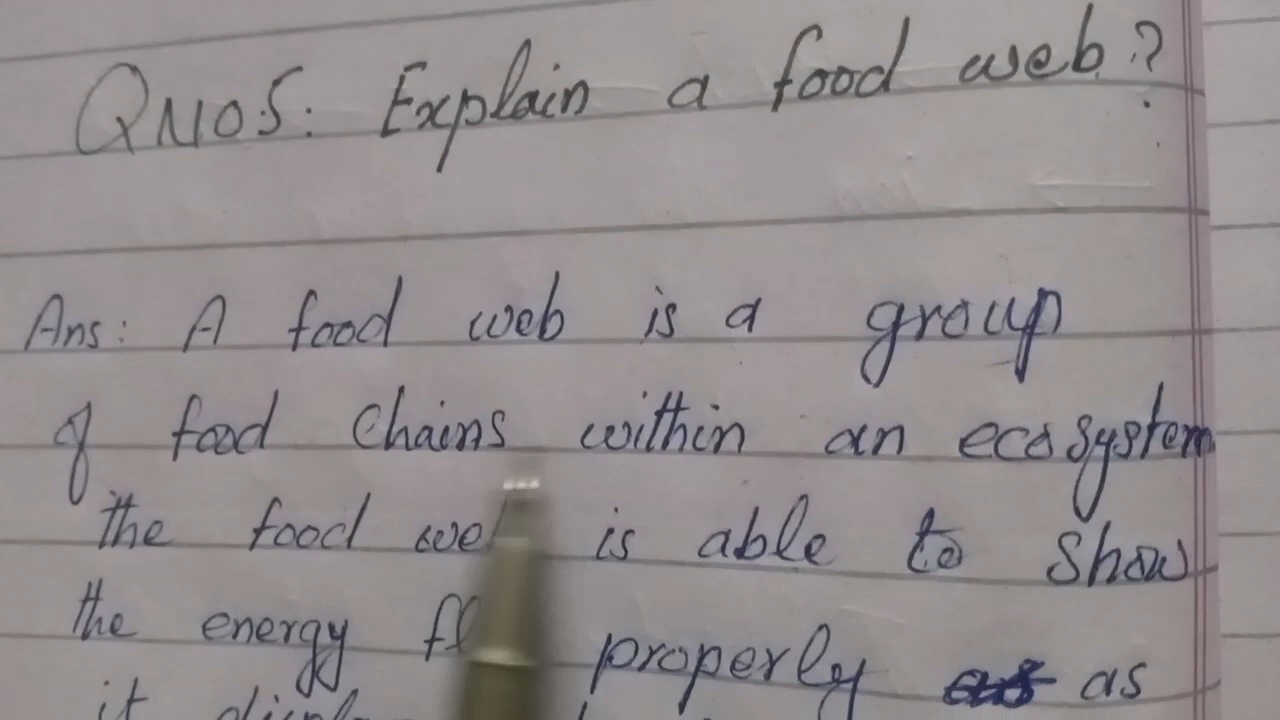 QNO5: Explain a food web?
Ans: A food web is a group
of food chains within an ecosystem
the food is able to show
the energy properly as
it